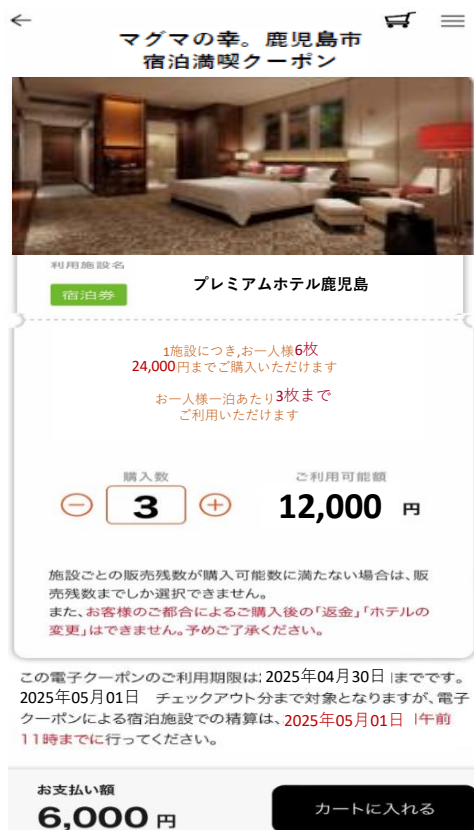 マグマの幸。鹿児島市
宿泊満喫クーポン
利用施設名
宿泊券
プレミアムホテル鹿児島
1施設につき,お一人様6枚
24,000円までご購入いただけます
お一人様一泊あたり3枚まで
ご利用いただけます
購入数
ご利用可能額
3
12,000 円
施設ごとの販売残数が購入可能数に満たない場合は、販
売残数までしか選択できません。
また、お客様のご都合によるご購入後の「返金」「ホテルの
変更」はできません。予めご了承ください。
この電子クーポンのご利用期限は、2025年04月30日 までです。
2025年05月01日 チェックアウト分まで対象となりますが、電子
クーポンによる宿泊施設での精算は、2025年05月01日 午前
11時までに行ってください。
お支払い額
6,000 円
カートに入れる